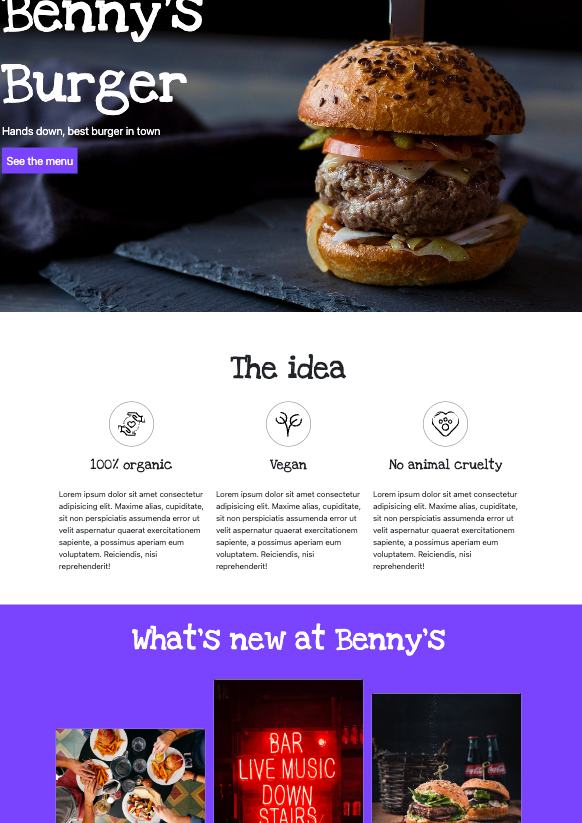 Benny's
Burger
Hands down, best burger in town
See the menu
The idea
100% organic
Vegan
No animal cruelty
Lorem ipsum dolor sit amet consectetur
adipisicing elit. Maxime alias, cupiditate,
sit non perspiciatis assumenda error ut
velit aspernatur quaerat exercitationem
sapiente, a possimus aperiam eum
voluptatem. Reiciendis, nisi
reprehenderit!
Lorem ipsum dolor sit amet consectetur
adipisicing elit. Maxime alias, cupiditate,
sit non perspiciatis assumenda error ut
velit aspernatur quaerat exercitationem
sapiente, a possimus aperiam eum
voluptatem. Reiciendis, nisi
reprehenderit!
Lorem ipsum dolor sit amet consectetur
adipisicing elit. Maxime alias, cupiditate,
sit non perspiciatis assumenda error ut
velit aspernatur quaerat exercitationem
sapiente, a possimus aperiam eum
voluptatem. Reiciendis, nisi
reprehenderit!
What's new at Benny's
BAR
LIVE MUSIC
DOWN
STAIRS